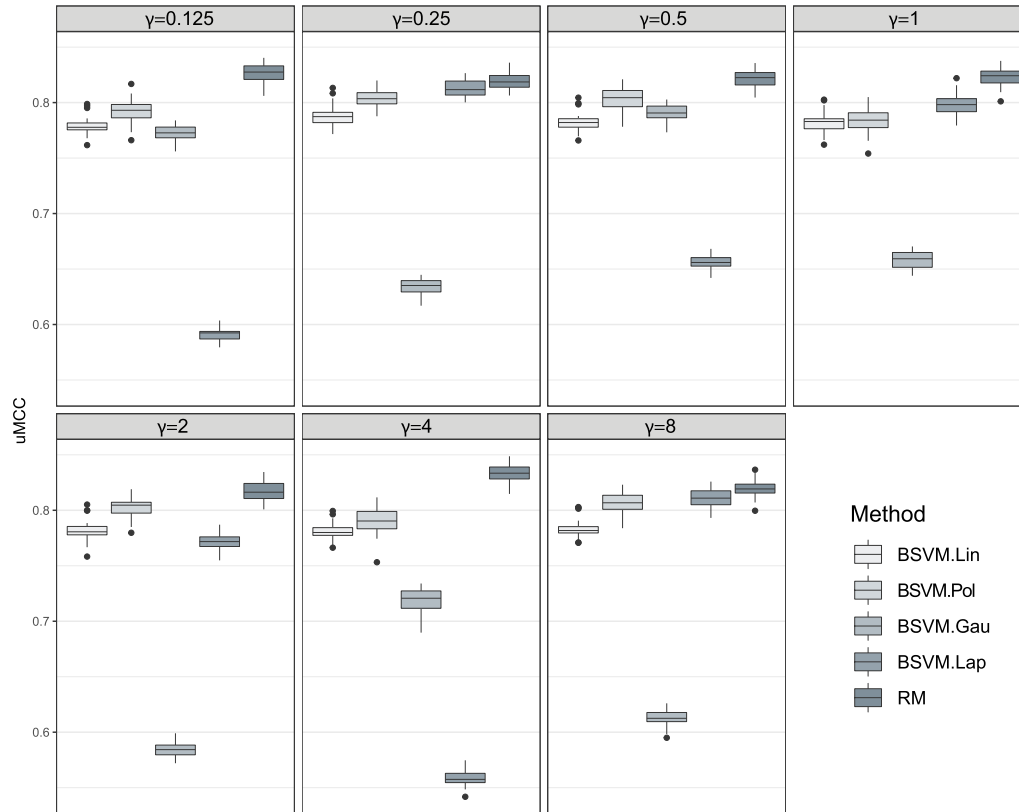 γ=0.125
γ=0.25
γ=0.5
γ=1
0.8
0.7
0.6
uMCC
γ=2
γ=4
γ=8
0.8
0.7
0.6
Method
BSVM.Lin
BSVM.Pol
BSVM.Gau
BSVM.Lap
RM